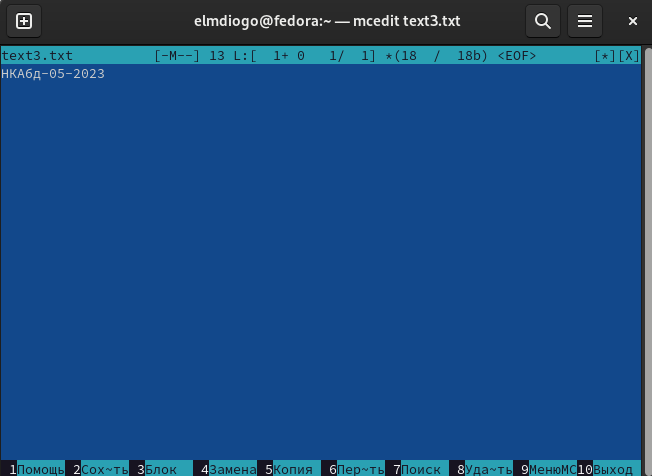 elmdiogo@fedora:~ — mcedit text3.txt
text3.txt [-M--] 13 L:[ 1+ 0 1/ 1] *(18 / 18b) <EOF> [*][X]
НКАбд-05-2023
1Помощь 2Сох~ть 3Блок 4Замена 5Копия 6Пер~ть 7Поиск 8Уда~ть 9МенюMC 10Выход